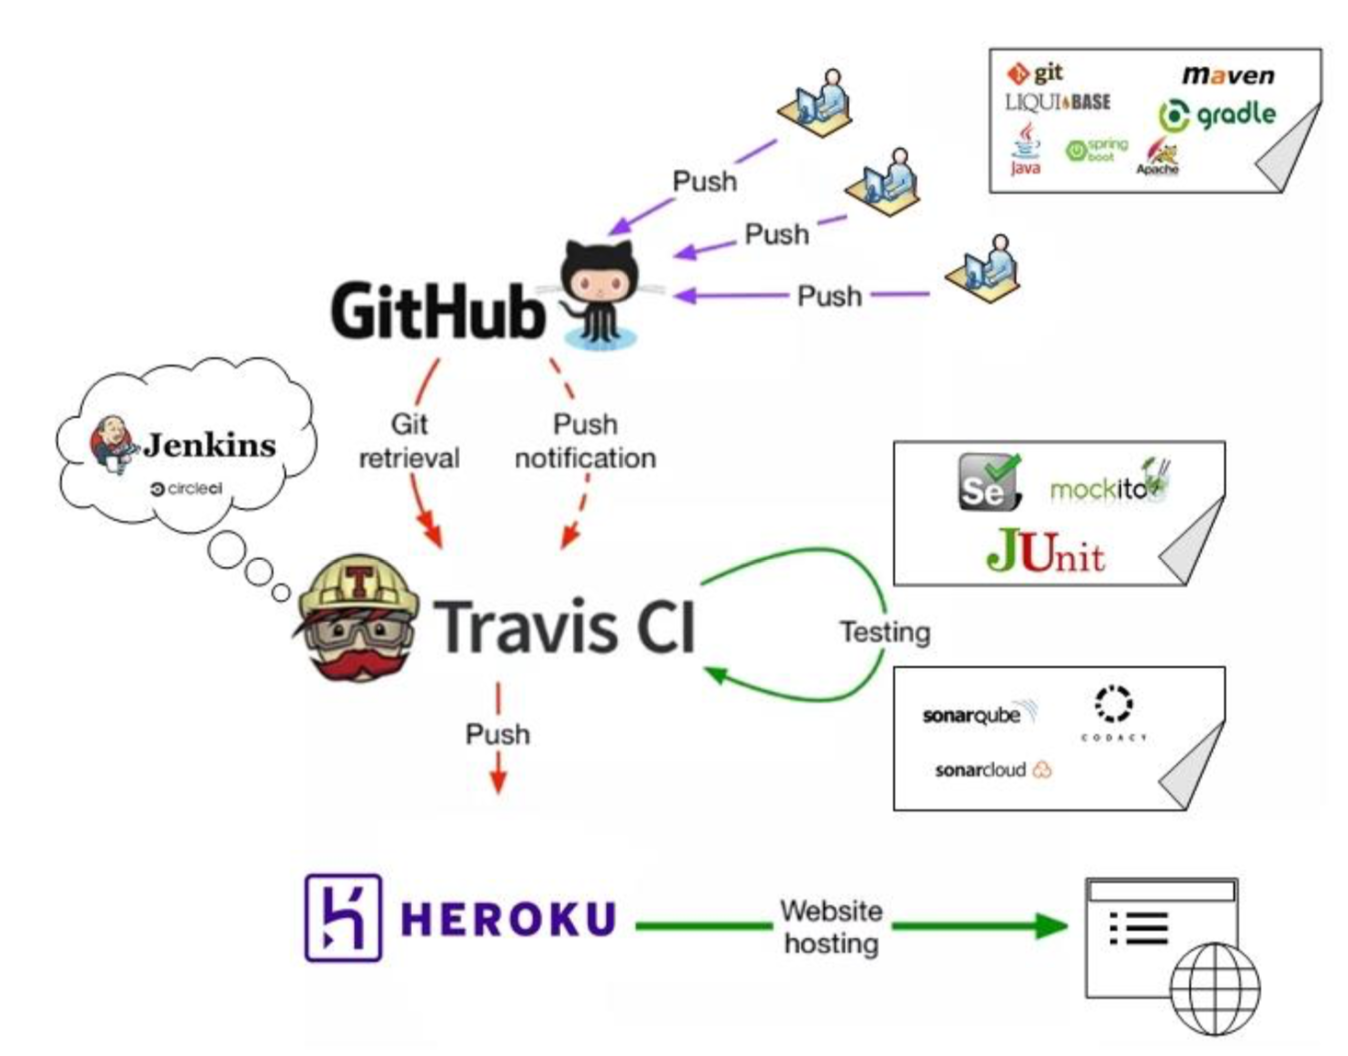 git
maven
LIQUIBASE
gradle
Java
spring
boot
Apache
Push
Push
Push
GitHub
Git
retrieval
Push
notification
Jenkins
circleci
Se
mockito
JUnit
T
Travis CI
Testing
sonarqube
CODACY
sonarcloud
Push
HEROKU
Website
hosting